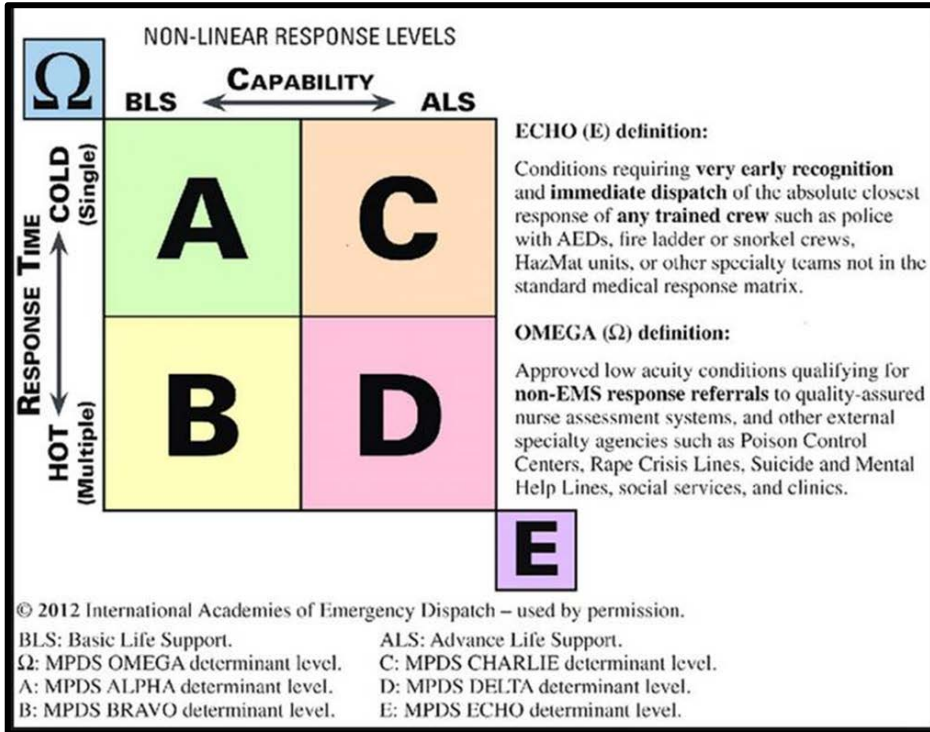 NON-LINEAR RESPONSE LEVELS
Ω
CAPABILITY
BLS
ALS
RESPONSE TIME
COLD
(Single)
HOT
(Multiple)
A
C
B
D
E
ECHO (E) definition:
Conditions requiring very early recognition
and immediate dispatch of the absolute closest
response of any trained crew such as police
with AEDs, fire ladder or snorkel crews,
HazMat units, or other specialty teams not in the
standard medical response matrix.
OMEGA (Ω) definition:
Approved low acuity conditions qualifying for
non-EMS response referrals to quality-assured
nurse assessment systems, and other external
specialty agencies such as Poison Control
Centers, Rape Crisis Lines, Suicide and Mental
Help Lines, social services, and clinics.
© 2012 International Academies of Emergency Dispatch – used by permission.
BLS: Basic Life Support.
Ω: MPDS OMEGA determinant level.
A: MPDS ALPHA determinant level.
B: MPDS BRAVO determinant level.
ALS: Advance Life Support.
C: MPDS CHARLIE determinant level.
D: MPDS DELTA determinant level.
E: MPDS ECHO determinant level.